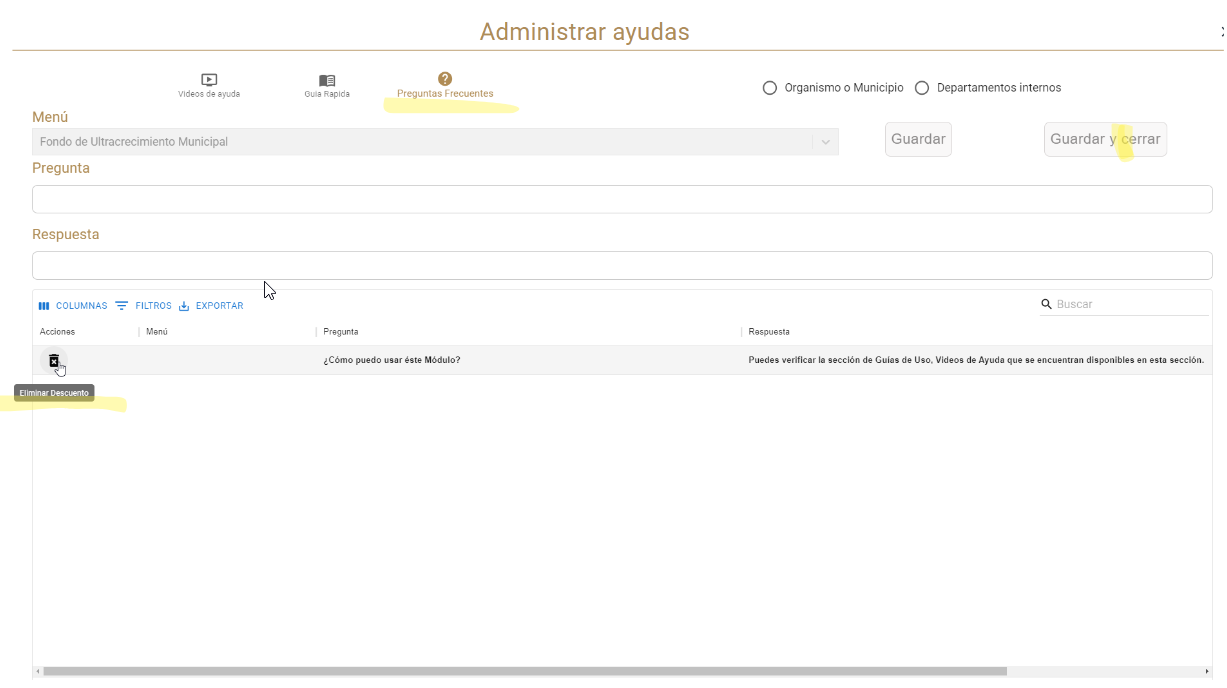 Administrar ayudas
Videos de ayuda
Guia Rapida
Preguntas Frecuentes
Organismo o Municipio
Departamentos internos
Menú
Fondo de Ultracrecimiento Municipal
Guardar
Guardar y cerrar
Pregunta
Respuesta
COLUMNAS FILTROS EXPORTAR
Buscar
Acciones Menú Pregunta Respuesta
¿Cómo puedo usar éste Módulo? Puedes verificar la sección de Guías de Uso, Videos de Ayuda que se encuentran disponibles en esta sección.
Eliminar Descuento